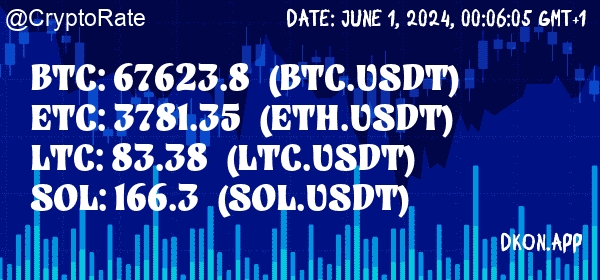 @CryptoRate
DATE: JUNE 1, 2024, 00:06:05 GMT+1
BTC: 67623.8 (BTC.USDT)
ETC: 3781.35 (ETH.USDT)
LTC: 83.38 (LTC.USDT)
SOL: 166.3 (SOL.USDT)
DKON.APP